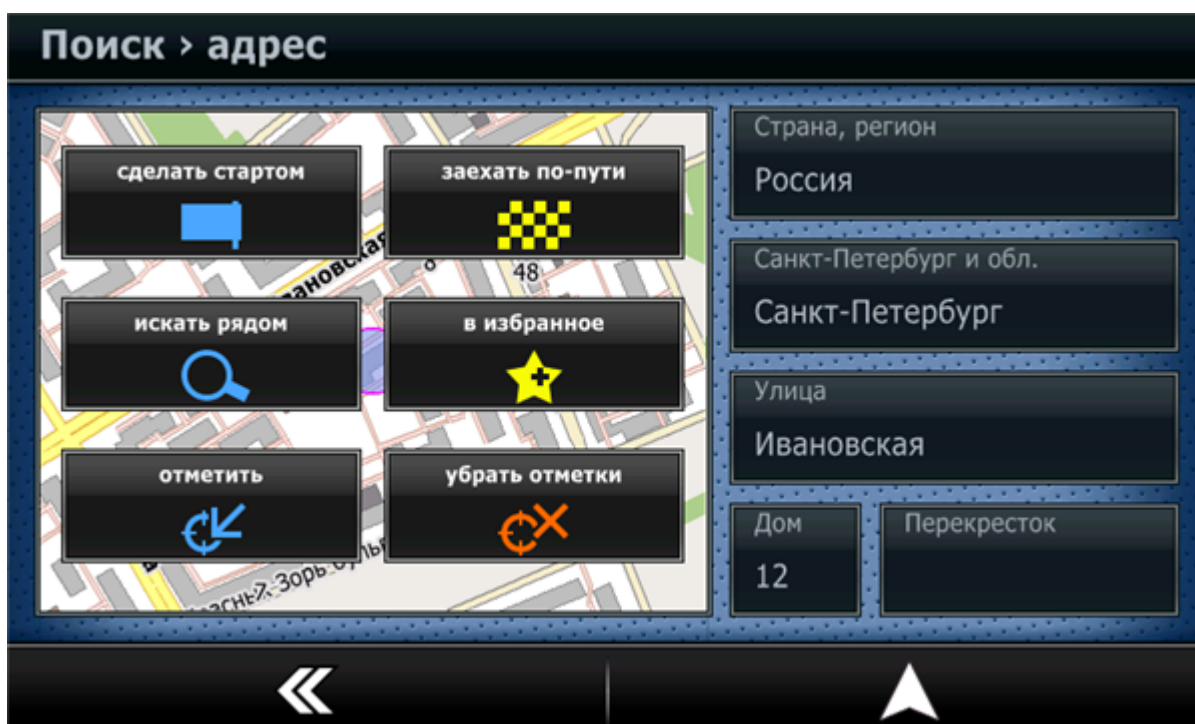 Поиск › адрес
сделать стартом
заехать по-пути
48
искать рядом
в избранное
отметить
убрать отметки
Страна, регион
Россия
Санкт-Петербург и обл.
Санкт-Петербург
Улица
Ивановская
Дом
12
Перекресток